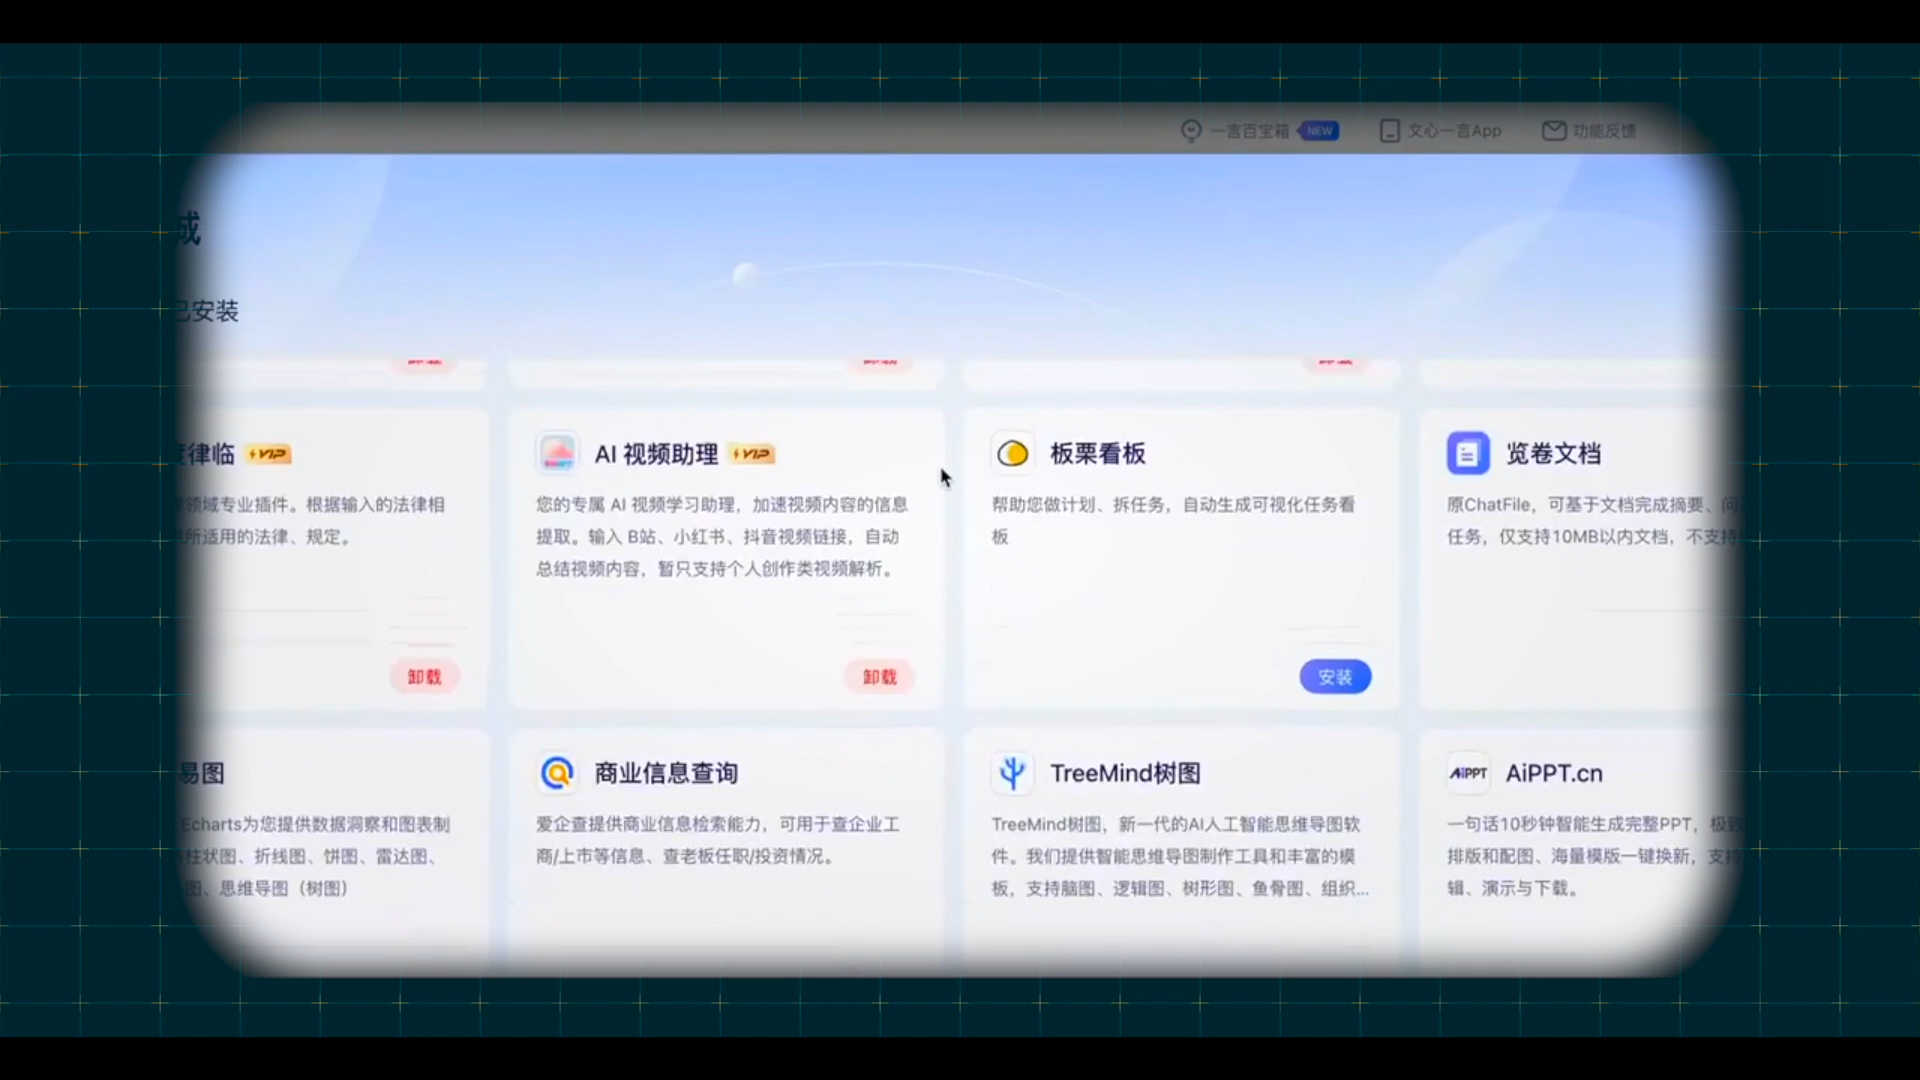 一言百宝箱 NEW 文心一言App 功能反馈
城
已安装
卸载 卸载 卸载
度律临 VIP
领域专业插件。根据输入的法律相
所适用的法律、规定。
卸载
AI 视频助理 VIP
您的专属 AI 视频学习助理，加速视频内容的信息
提取。输入 B站、小红书、抖音视频链接，自动
总结视频内容，暂只支持个人创作类视频解析。
卸载
板栗看板
帮助您做计划、拆任务，自动生成可视化任务看
板
安装
览卷文档
原ChatFile，可基于文档完成摘要、问
任务，仅支持10MB以内文档，不支持
易图
Echarts为您提供数据洞察和图表制
柱状图、折线图、饼图、雷达图、
图、思维导图（树图）
商业信息查询
爱企查提供商业信息检索能力，可用于查企业工
商/上市等信息、查老板任职/投资情况。
TreeMind树图
TreeMind树图，新一代的AI人工智能思维导图软
件。我们提供智能思维导图制作工具和丰富的模
板，支持脑图、逻辑图、树形图、鱼骨图、组织...
AiPPT AiPPT.cn
一句话10秒钟智能生成完整PPT，极致
排版和配图、海量模版一键换新，支持
辑、演示与下载。